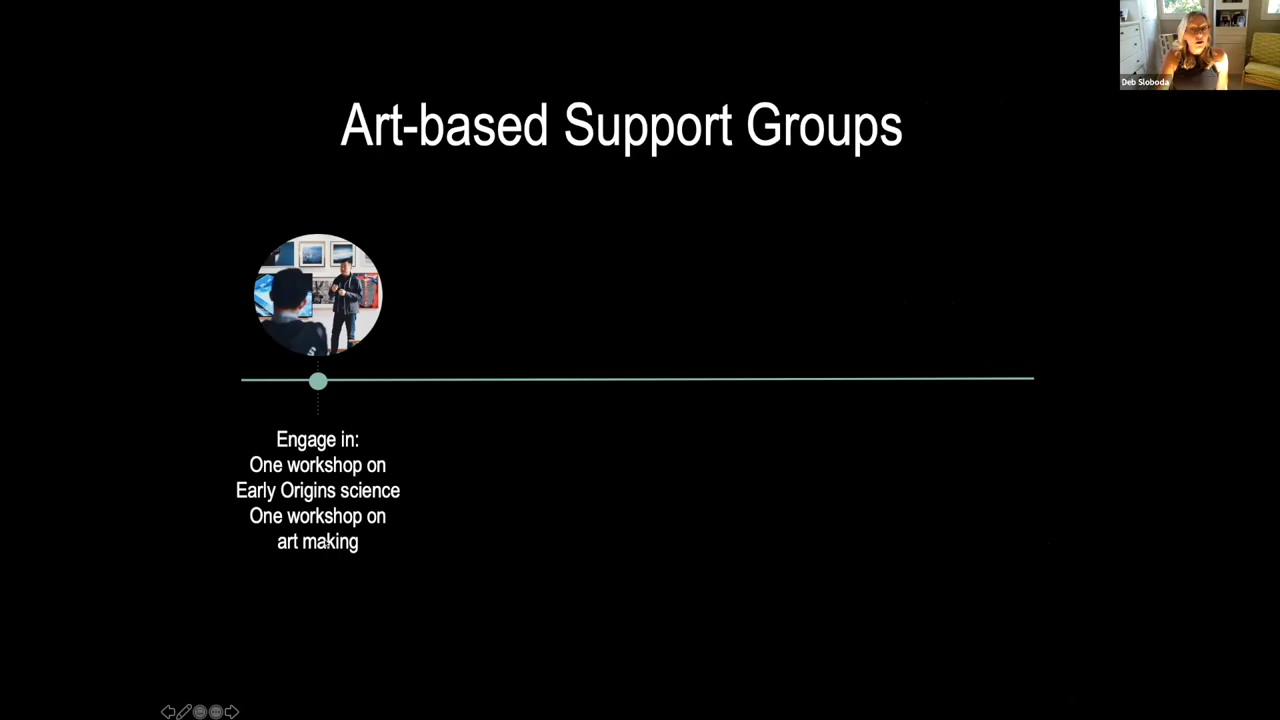 Deb Sloboda
Art-based Support Groups
Engage in:
One workshop on
Early Origins science
One workshop on
art making